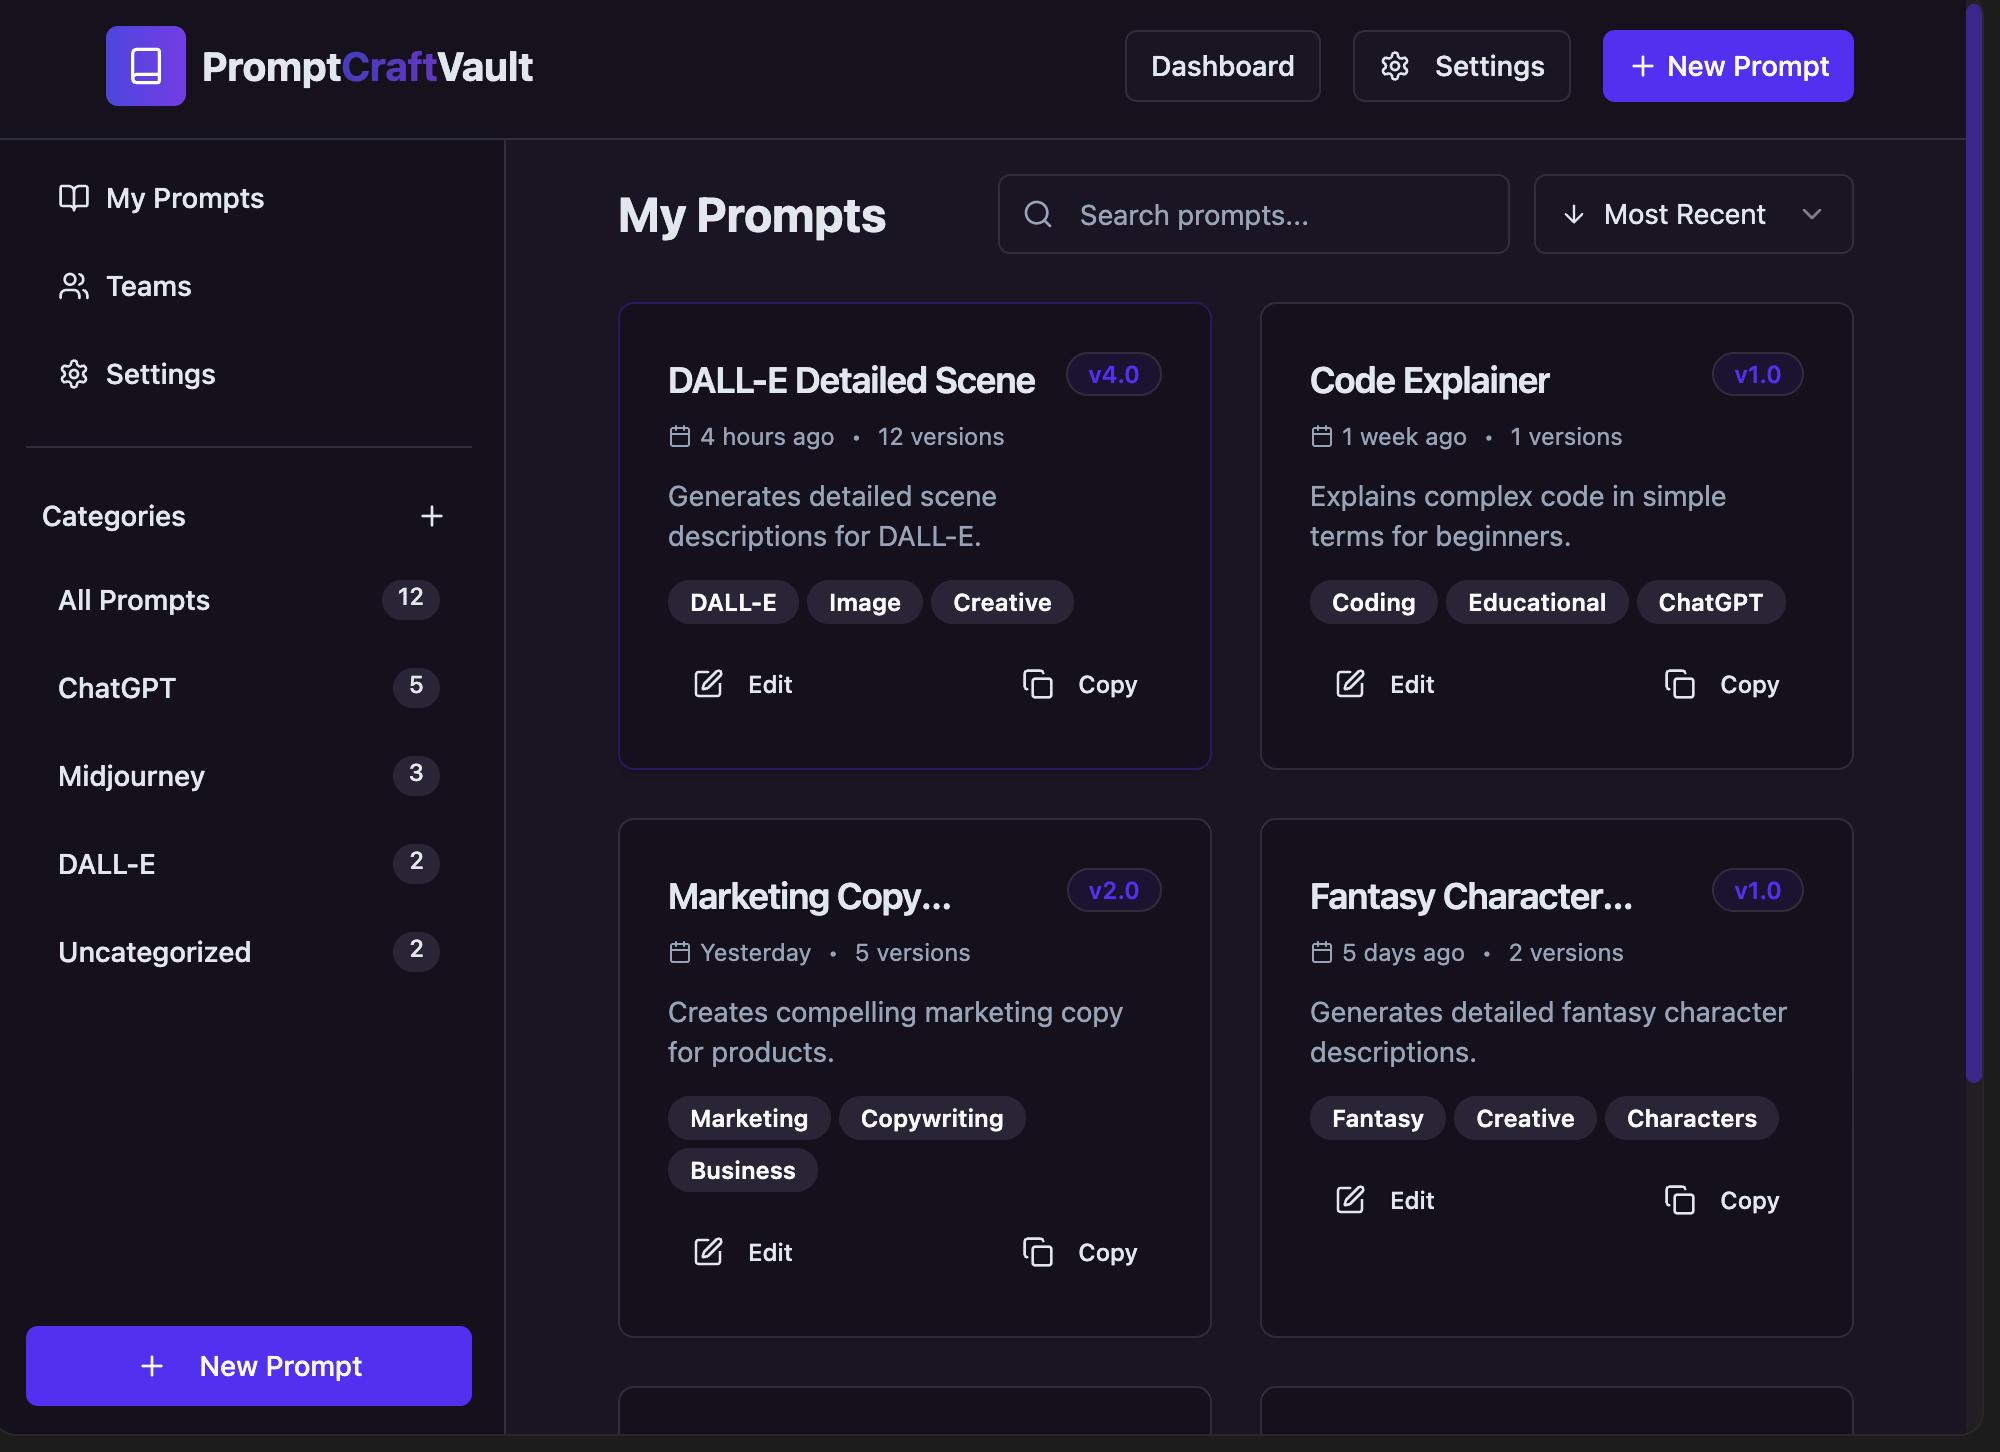 PromptCraftVault
Dashboard
Settings
New Prompt
My Prompts
Teams
Settings
Categories
All Prompts 12
ChatGPT 5
Midjourney 3
DALL-E 2
Uncategorized 2
New Prompt
My Prompts
Search prompts...
Most Recent
DALL-E Detailed Scene v4.0
4 hours ago • 12 versions
Generates detailed scene
descriptions for DALL-E.
DALL-E Image Creative
Edit Copy
Code Explainer v1.0
1 week ago • 1 versions
Explains complex code in simple
terms for beginners.
Coding Educational ChatGPT
Edit Copy
Marketing Copy... v2.0
Yesterday • 5 versions
Creates compelling marketing copy
for products.
Marketing Copywriting
Business
Edit Copy
Fantasy Character... v1.0
5 days ago • 2 versions
Generates detailed fantasy character
descriptions.
Fantasy Creative Characters
Edit Copy